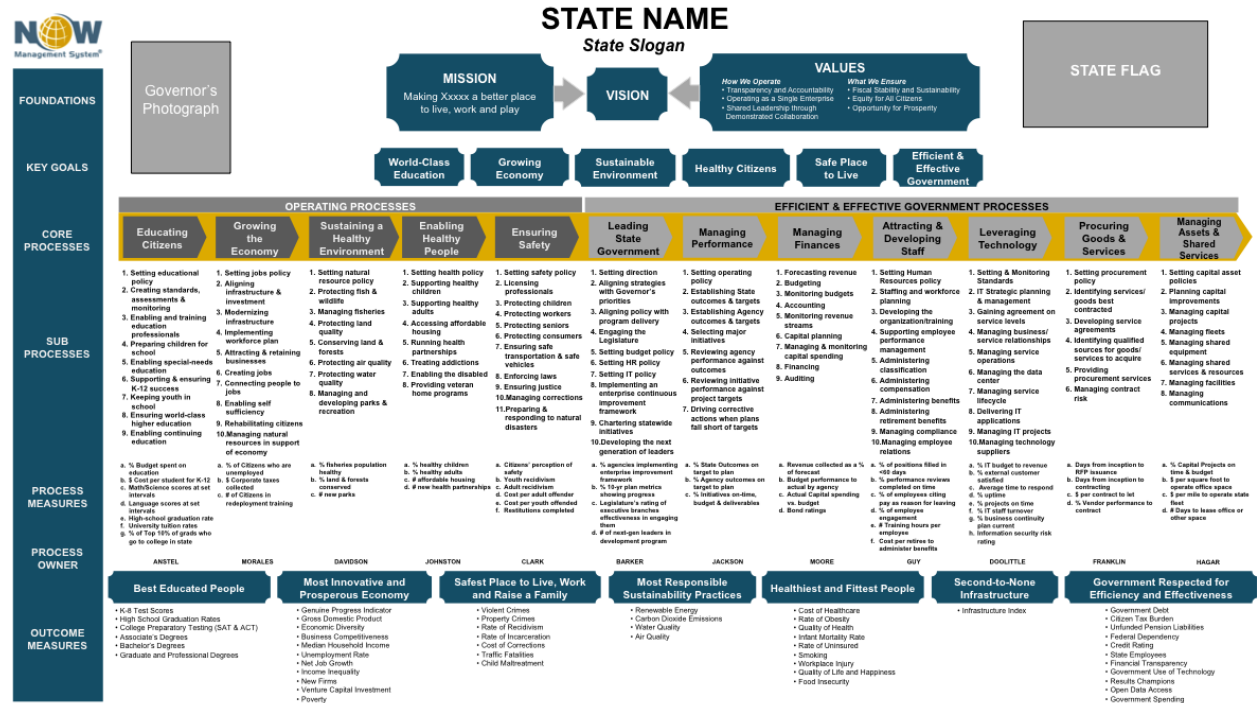 NOW
Management System®
STATE NAME
State Slogan
Governor's
Photograph
STATE FLAG
FOUNDATIONS
MISSION
Making Xxxxx a better place
to live, work and play
VISION
VALUES
How We Operate
• Transparency and Accountability
• Operating as a Single Enterprise
• Shared Leadership through
Demonstrated Collaboration
What We Ensure
• Fiscal Stability and Sustainability
• Equity for All Citizens
• Opportunity for Prosperity
KEY GOALS
World-Class
Education
Growing
Economy
Sustainable
Environment
Healthy Citizens
Safe Place
to Live
Efficient &
Effective
Government
OPERATING PROCESSES
EFFICIENT & EFFECTIVE GOVERNMENT PROCESSES
CORE
PROCESSES
Educating
Citizens
Growing
the
Economy
Sustaining a
Healthy
Environment
Enabling
Healthy
People
Ensuring
Safety
Leading
State
Government
Managing
Performance
Managing
Finances
Attracting &
Developing
Staff
Leveraging
Technology
Procuring
Goods &
Services
Managing
Assets &
Shared
Services
SUB
PROCESSES
1. Setting educational
policy
2. Creating standards,
assessments &
monitoring
3. Enabling and training
education
professionals
4. Preparing children for
school
5. Enabling special-needs
education
6. Supporting & ensuring
K-12 success
7. Keeping youth in
school
8. Ensuring world-class
higher education
9. Enabling continuing
education
1. Setting jobs policy
2. Aligning
infrastructure &
investment
3. Modernizing
infrastructure
4. Implementing
workforce plan
5. Attracting & retaining
businesses
6. Creating jobs
7. Connecting people to
jobs
8. Enabling self
sufficiency
9. Rehabilitating citizens
10.Managing natural
resources in support
of economy
1. Setting natural
resource policy
2. Protecting fish &
wildlife
3. Managing fisheries
4. Protecting land
quality
5. Conserving land &
forests
6. Protecting air quality
7. Protecting water
quality
8. Managing and
developing parks &
recreation
1. Setting health policy
2. Supporting healthy
children
3. Supporting healthy
adults
4. Accessing affordable
housing
5. Running health
partnerships
6. Treating addictions
7. Enabling the disabled
8. Providing veteran
home programs
1. Setting safety policy
2. Licensing
professionals
3. Protecting children
4. Protecting workers
5. Protecting seniors
6. Protecting consumers
7. Ensuring safe
transportation & safe
vehicles
8. Enforcing laws
9. Ensuring justice
10.Managing corrections
11.Preparing &
responding to natural
disasters
1. Setting direction
2. Aligning strategies
with Governor's
priorities
3. Aligning policy with
program delivery
4. Engaging the
Legislature
5. Setting budget policy
6. Setting HR policy
7. Setting IT policy
8. Implementing an
enterprise continuous
improvement
framework
9. Chartering statewide
initiatives
10.Developing the next
generation of leaders
1. Setting operating
policy
2. Establishing State
outcomes & targets
3. Establishing Agency
outcomes & targets
4. Selecting major
initiatives
5. Reviewing agency
performance against
outcomes
6. Reviewing initiative
performance against
project targets
7. Driving corrective
actions when plans
fall short of targets
1. Forecasting revenue
2. Budgeting
3. Monitoring budgets
4. Accounting
5. Monitoring revenue
streams
6. Capital planning
7. Managing & monitoring
capital spending
8. Financing
9. Auditing
1. Setting Human
Resources policy
2. Staffing and workforce
planning
3. Developing the
organization/training
4. Supporting employee
performance
management
5. Administering
classification
6. Administering
compensation
7. Administering benefits
8. Administering
retirement benefits
9. Managing compliance
10.Managing employee
relations
1. Setting & Monitoring
Standards
2. IT Strategic planning
& management
3. Gaining agreement on
service levels
4. Managing business/
service relationships
5. Managing service
operations
6. Managing the data
center
7. Managing service
lifecycle
8. Delivering IT
applications
9. Managing IT projects
10.Managing technology
suppliers
1. Setting procurement
policy
2. Identifying services/
goods best
contracted
3. Developing service
agreements
4. Identifying qualified
sources for goods/
services to acquire
5. Providing
procurement services
6. Managing contract
risk
1. Setting capital asset
policies
2. Planning capital
improvements
3. Managing capital
projects
4. Managing fleets
5. Managing shared
equipment
6. Managing shared
services & resources
7. Managing facilities
8. Managing
communications
PROCESS
MEASURES
a. % Budget spent on
education
b. $ Cost per student for K-12
c. Math/Science scores at set
intervals
d. Language scores at set
intervals
e. High-school graduation rate
f. University tuition rates
g. % of Top 10% of grads who
go to college in state
a. % of Citizens who are
unemployed
b. $ Corporate taxes
collected
c. # of Citizens in
redeployment training
a. % fisheries population
healthy
b. % land & forests
conserved
c. # new parks
a. % healthy children
b. % healthy adults
c. # affordable housing
d. # new health partnerships
a. Citizens' perception of
safety
b. Youth recidivism
c. Adult recidivism
d. Cost per adult offender
e. Cost per youth offended
f. Restitutions completed
a. % agencies implementing
enterprise improvement
framework
b. % 10-yr plan metrics
showing progress
c. Legislature's rating of
executive branches
effectiveness in engaging
them
d. # of next-gen leaders in
development program
a. % State Outcomes on
target to plan
b. % Agency outcomes on
target to plan
c. % Initiatives on-time,
budget & deliverables
a. Revenue collected as a %
of forecast
b. Budget performance to
actual by agency
c. Actual Capital spending
vs. budget
d. Bond ratings
a. % of positions filled in
<60 days
b. % performance reviews
completed on time
c. % of employees citing
pay as reason for leaving
d. % of employee
engagement
e. # Training hours per
employee
f. Cost per retiree to
administer benefits
a. % IT budget to revenue
b. % external customer
satisfied
c. Average time to respond
d. % uptime
e. % projects on time
f. % IT staff turnover
g. % business continuity
plan current
h. Information security risk
rating
a. Days from inception to
RFP issuance
b. Days from inception to
contracting
c. $ per contract to let
d. % Vendor performance to
contract
a. % Capital Projects on
time & budget
b. $ per square foot to
operate office space
c. $ per mile to operate state
fleet
d. # Days to lease office or
other space
PROCESS
OWNER
ANSTEL
MORALES
DAVIDSON
JOHNSTON
CLARK
BARKER
JACKSON
MOORE
GUY
DOOLITTLE
FRANKLIN
HAGAR
OUTCOME
MEASURES
Best Educated People
• K-8 Test Scores
• High School Graduation Rates
• College Preparatory Testing (SAT & ACT)
• Associate's Degrees
• Bachelor's Degrees
• Graduate and Professional Degrees
Most Innovative and
Prosperous Economy
• Genuine Progress Indicator
• Gross Domestic Product
• Economic Diversity
• Business Competitiveness
• Median Household Income
• Unemployment Rate
• Net Job Growth
• Income Inequality
• New Firms
• Venture Capital Investment
• Poverty
Safest Place to Live, Work
and Raise a Family
• Violent Crimes
• Property Crimes
• Rate of Recidivism
• Rate of Incarceration
• Cost of Corrections
• Traffic Fatalities
• Child Maltreatment
Most Responsible
Sustainability Practices
• Renewable Energy
• Carbon Dioxide Emissions
• Water Quality
• Air Quality
Healthiest and Fittest People
• Cost of Healthcare
• Rate of Obesity
• Quality of Health
• Infant Mortality Rate
• Rate of Uninsured
• Smoking
• Workplace Injury
• Quality of Life and Happiness
• Food Insecurity
Second-to-None
Infrastructure
• Infrastructure Index
Government Respected for
Efficiency and Effectiveness
• Government Debt
• Citizen Tax Burden
• Unfunded Pension Liabilities
• Federal Dependency
• Credit Rating
• State Employees
• Financial Transparency
• Government Use of Technology
• Results Champions
• Open Data Access
• Government Spending